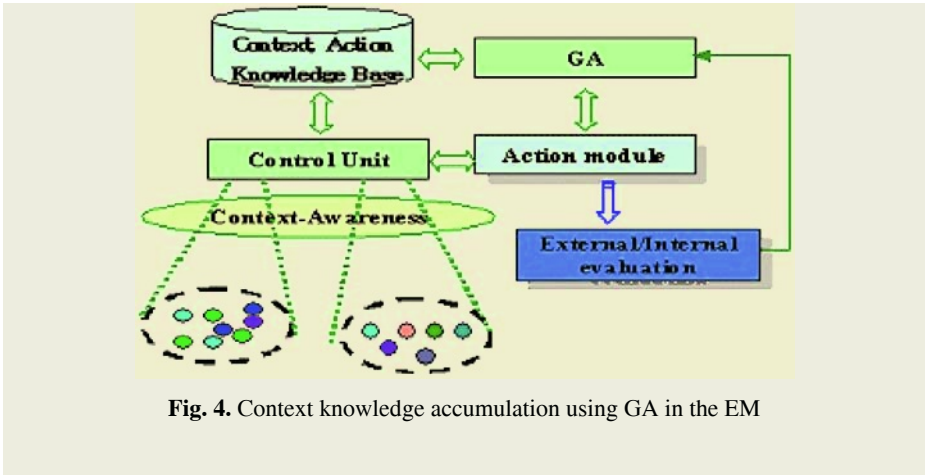 Context, Action
Knowledge Base
GA
Control Unit
Action module
Context-Awareness
External/Internal
evaluation
Fig. 4. Context knowledge accumulation using GA in the EM